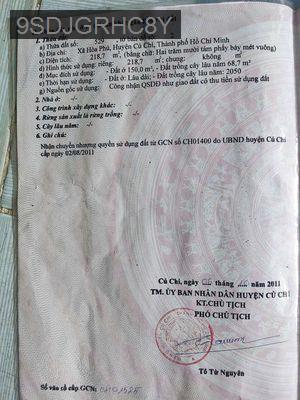 9SDJGRHC8Y
1. Thửa đất:
a) Thửa đất số: 529 , tờ bản đồ số:
b) Địa chỉ: Xã Hòa Phú, Huyện Củ Chi, Thành phố Hồ Chí Minh
c) Diện tích: 218,7 m², (bằng chữ: Hai trăm mười tám phẩy bảy mét vuông)
d) Hình thức sử dụng: riêng: 218,7 m²; chung: không m²
đ) Mục đích sử dụng: - Đất ở 150,0 m², - Đất trồng cây lâu năm 68,7 m²
e) Thời hạn sử dụng: - Đất ở: Lâu dài; - Đất trồng cây lâu năm: 2050
g) Nguồn gốc sử dụng: Công nhận QSDĐ như giao đất có thu tiền sử dụng đất
2. Nhà ở: -/-
3. Công trình xây dựng khác: -/-
4. Rừng sản xuất là rừng trồng: -/-
5. Cây lâu năm: -/-
6. Ghi chú:
Nhận chuyển nhượng quyền sử dụng đất từ GCN số CH01400 do UBND huyện Củ Chi
cấp ngày 02/08/2011
Củ Chi, ngày tháng năm 2011
TM. ỦY BAN NHÂN DÂN HUYỆN CỦ CHI
KT.CHỦ TỊCH
PHÓ CHỦ TỊCH
Tô Tử Nguyên
Số vào sổ cấp GCN: